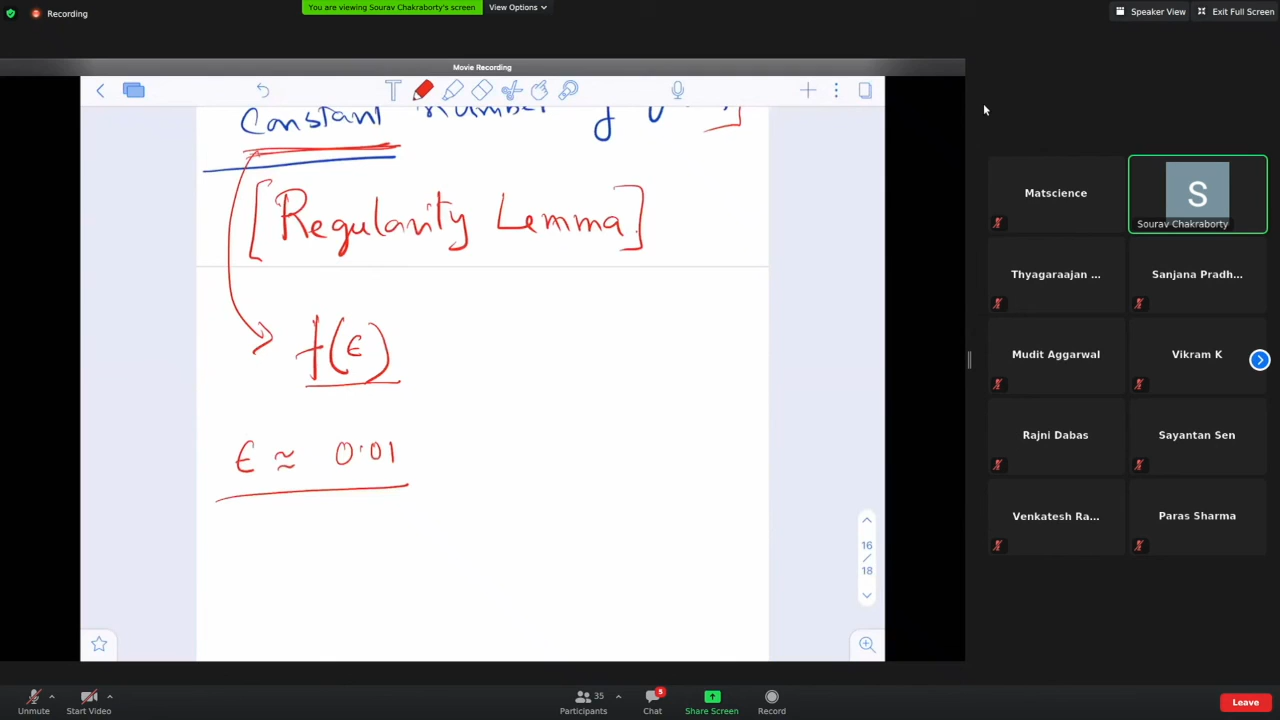 Recording
You are viewing Sourav Chakraborty's screen
View Options
Speaker View
Exit Full Screen
Movie Recording
Constant number of
[Regularity Lemma]
f(ε)
ε ≈ 0.01
16
/
18
Matscience
S
Sourav Chakraborty
Thyagaraajan ...
Sanjana Pradh...
Mudit Aggarwal
Vikram K
Rajni Dabas
Sayantan Sen
Venkatesh Ra...
Paras Sharma
Unmute
Start Video
35
Participants
5
Chat
Share Screen
Record
Leave